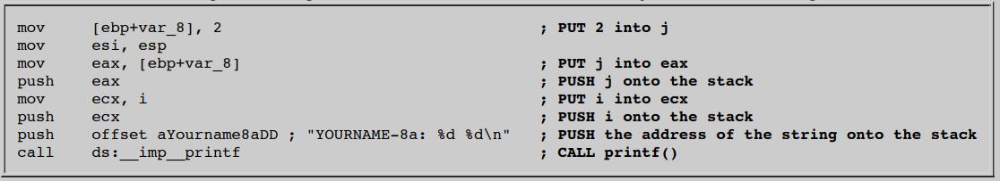 mov [ebp+var_8], 2 ; PUT 2 into j
mov esi, esp
mov eax, [ebp+var_8] ; PUT j into eax
push eax ; PUSH j onto the stack
mov ecx, i ; PUT i into ecx
push ecx ; PUSH i onto the stack
push offset aYourname8aDD ; "YOURNAME-8a: %d %d\n" ; PUSH the address of the string onto the stack
call ds:__imp__printf ; CALL printf()